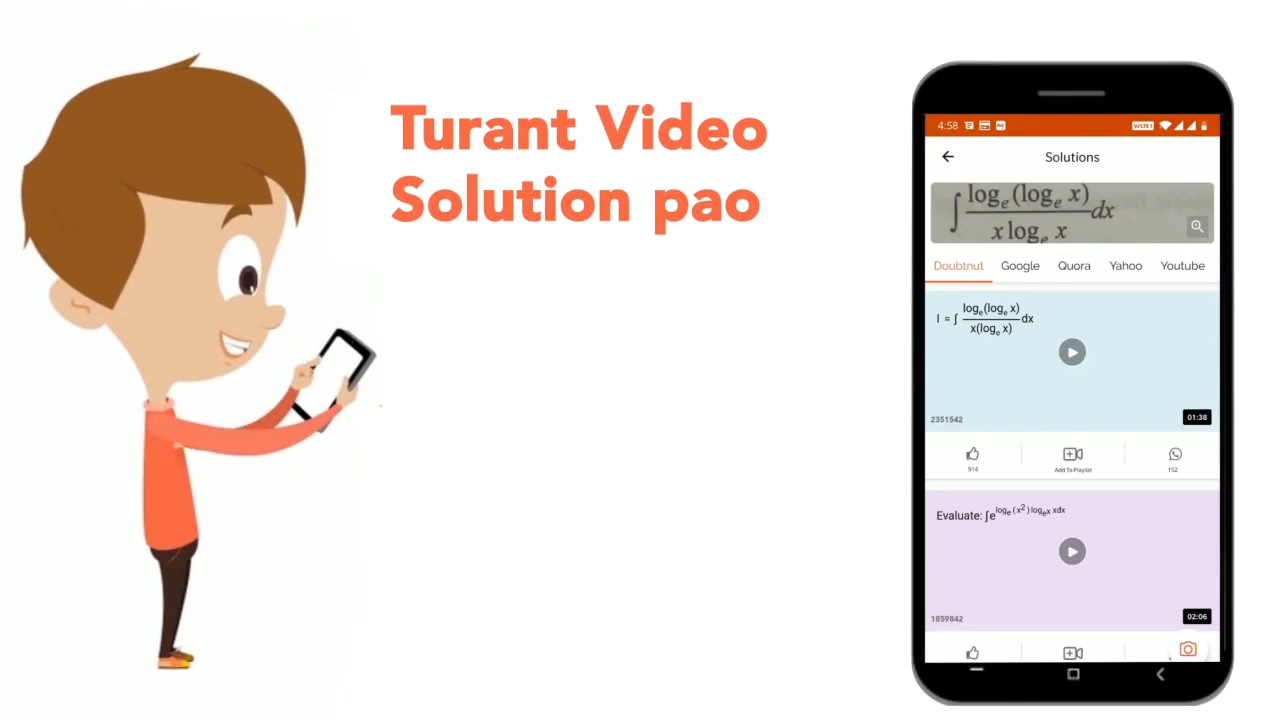 Turant Video
Solution pao
4:58
VoLTE
Solutions
∫ logₑ(logₑ x) / x logₑ x dx
Doubtnut Google Quora Yahoo Youtube
I = ∫ logₑ(logₑ x) / x(logₑ x) dx
2351542 01:38
914 Add To Playlist 152
Evaluate: ∫e^logₑ(x²)logₑx xdx
1859842 02:06